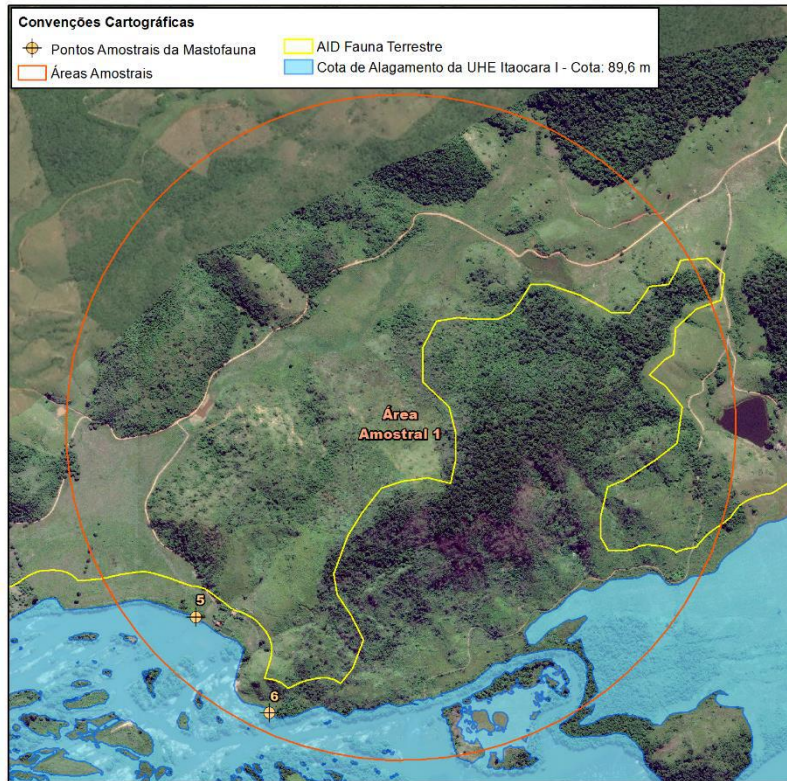 Convenções Cartográficas
Pontos Amostrais da Mastofauna
Áreas Amostrais
AID Fauna Terrestre
Cota de Alagamento da UHE Itaocara I - Cota: 89,6 m
Área
Amostral 1
5
6